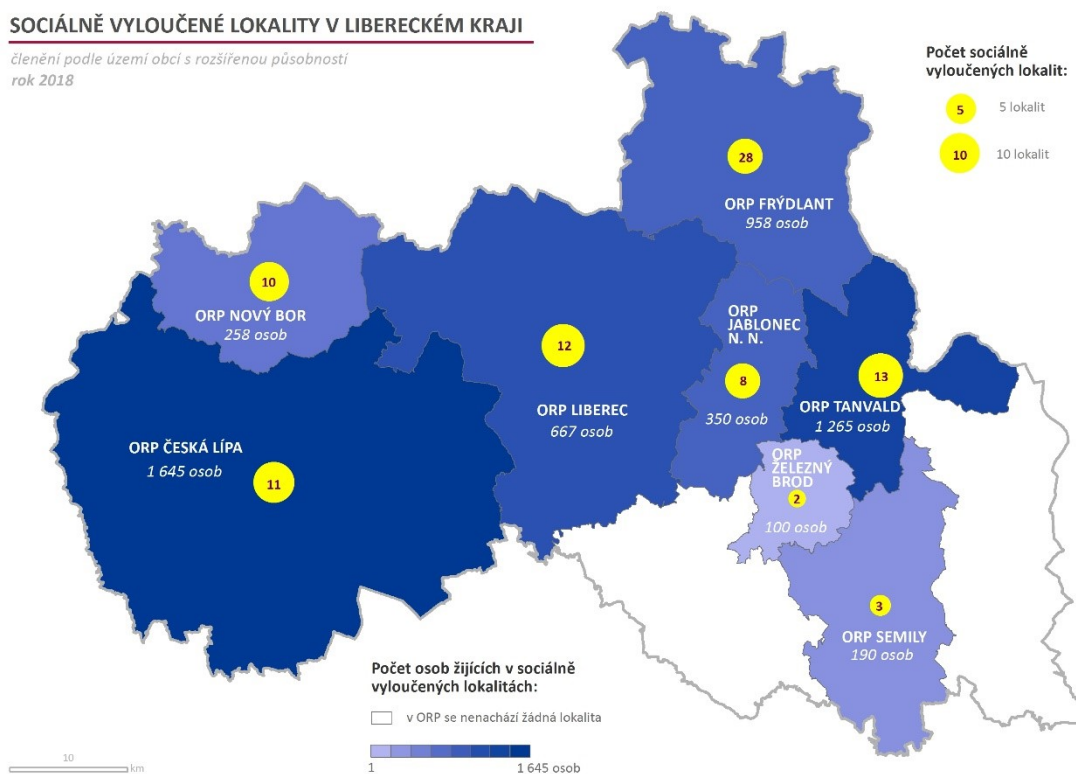 SOCIÁLNĚ VYLOUČENÉ LOKALITY V LIBERECKÉM KRAJI
členění podle území obcí s rozšířenou působností
rok 2018
Počet sociálně
vyloučených lokalit:
5
5 lokalit
10
10 lokalit
28
ORP FRÝDLANT
958 osob
10
ORP NOVÝ BOR
258 osob
12
ORP LIBEREC
667 osob
ORP
JABLONEC
N. N.
8
350 osob
13
ORP TANVALD
1 265 osob
ORP ČESKÁ LÍPA
1 645 osob
11
ORP
ŽELEZNÝ
BROD
2
100 osob
3
ORP SEMILY
190 osob
Počet osob žijících v sociálně
vyloučených lokalitách:
v ORP se nenachází žádná lokalita
1
1 645 osob
10
km